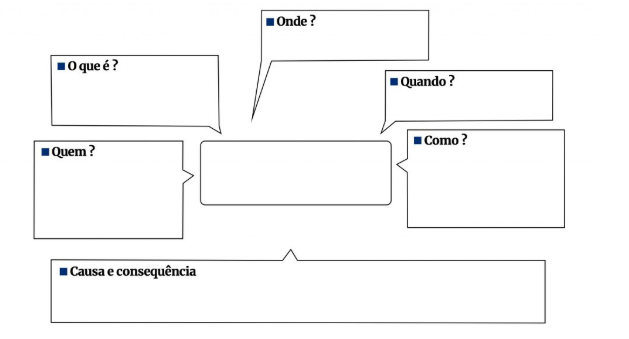 Onde ?
O que é ?
Quando ?
Como ?
Quem ?
Causa e consequência